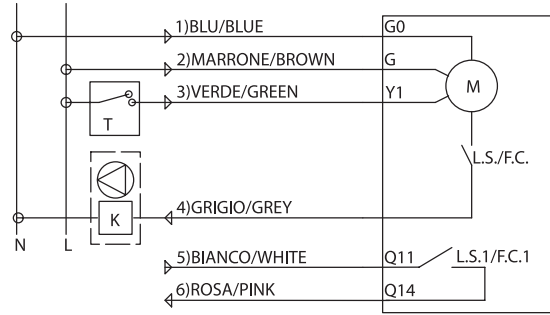 1)BLU/BLUE G0
2)MARRONE/BROWN G
M
3)VERDE/GREEN Y1
T
L.S./F.C.
4)GRIGIO/GREY
K
N L
5)BIANCO/WHITE Q11 L.S.1/F.C.1
6)ROSA/PINK Q14